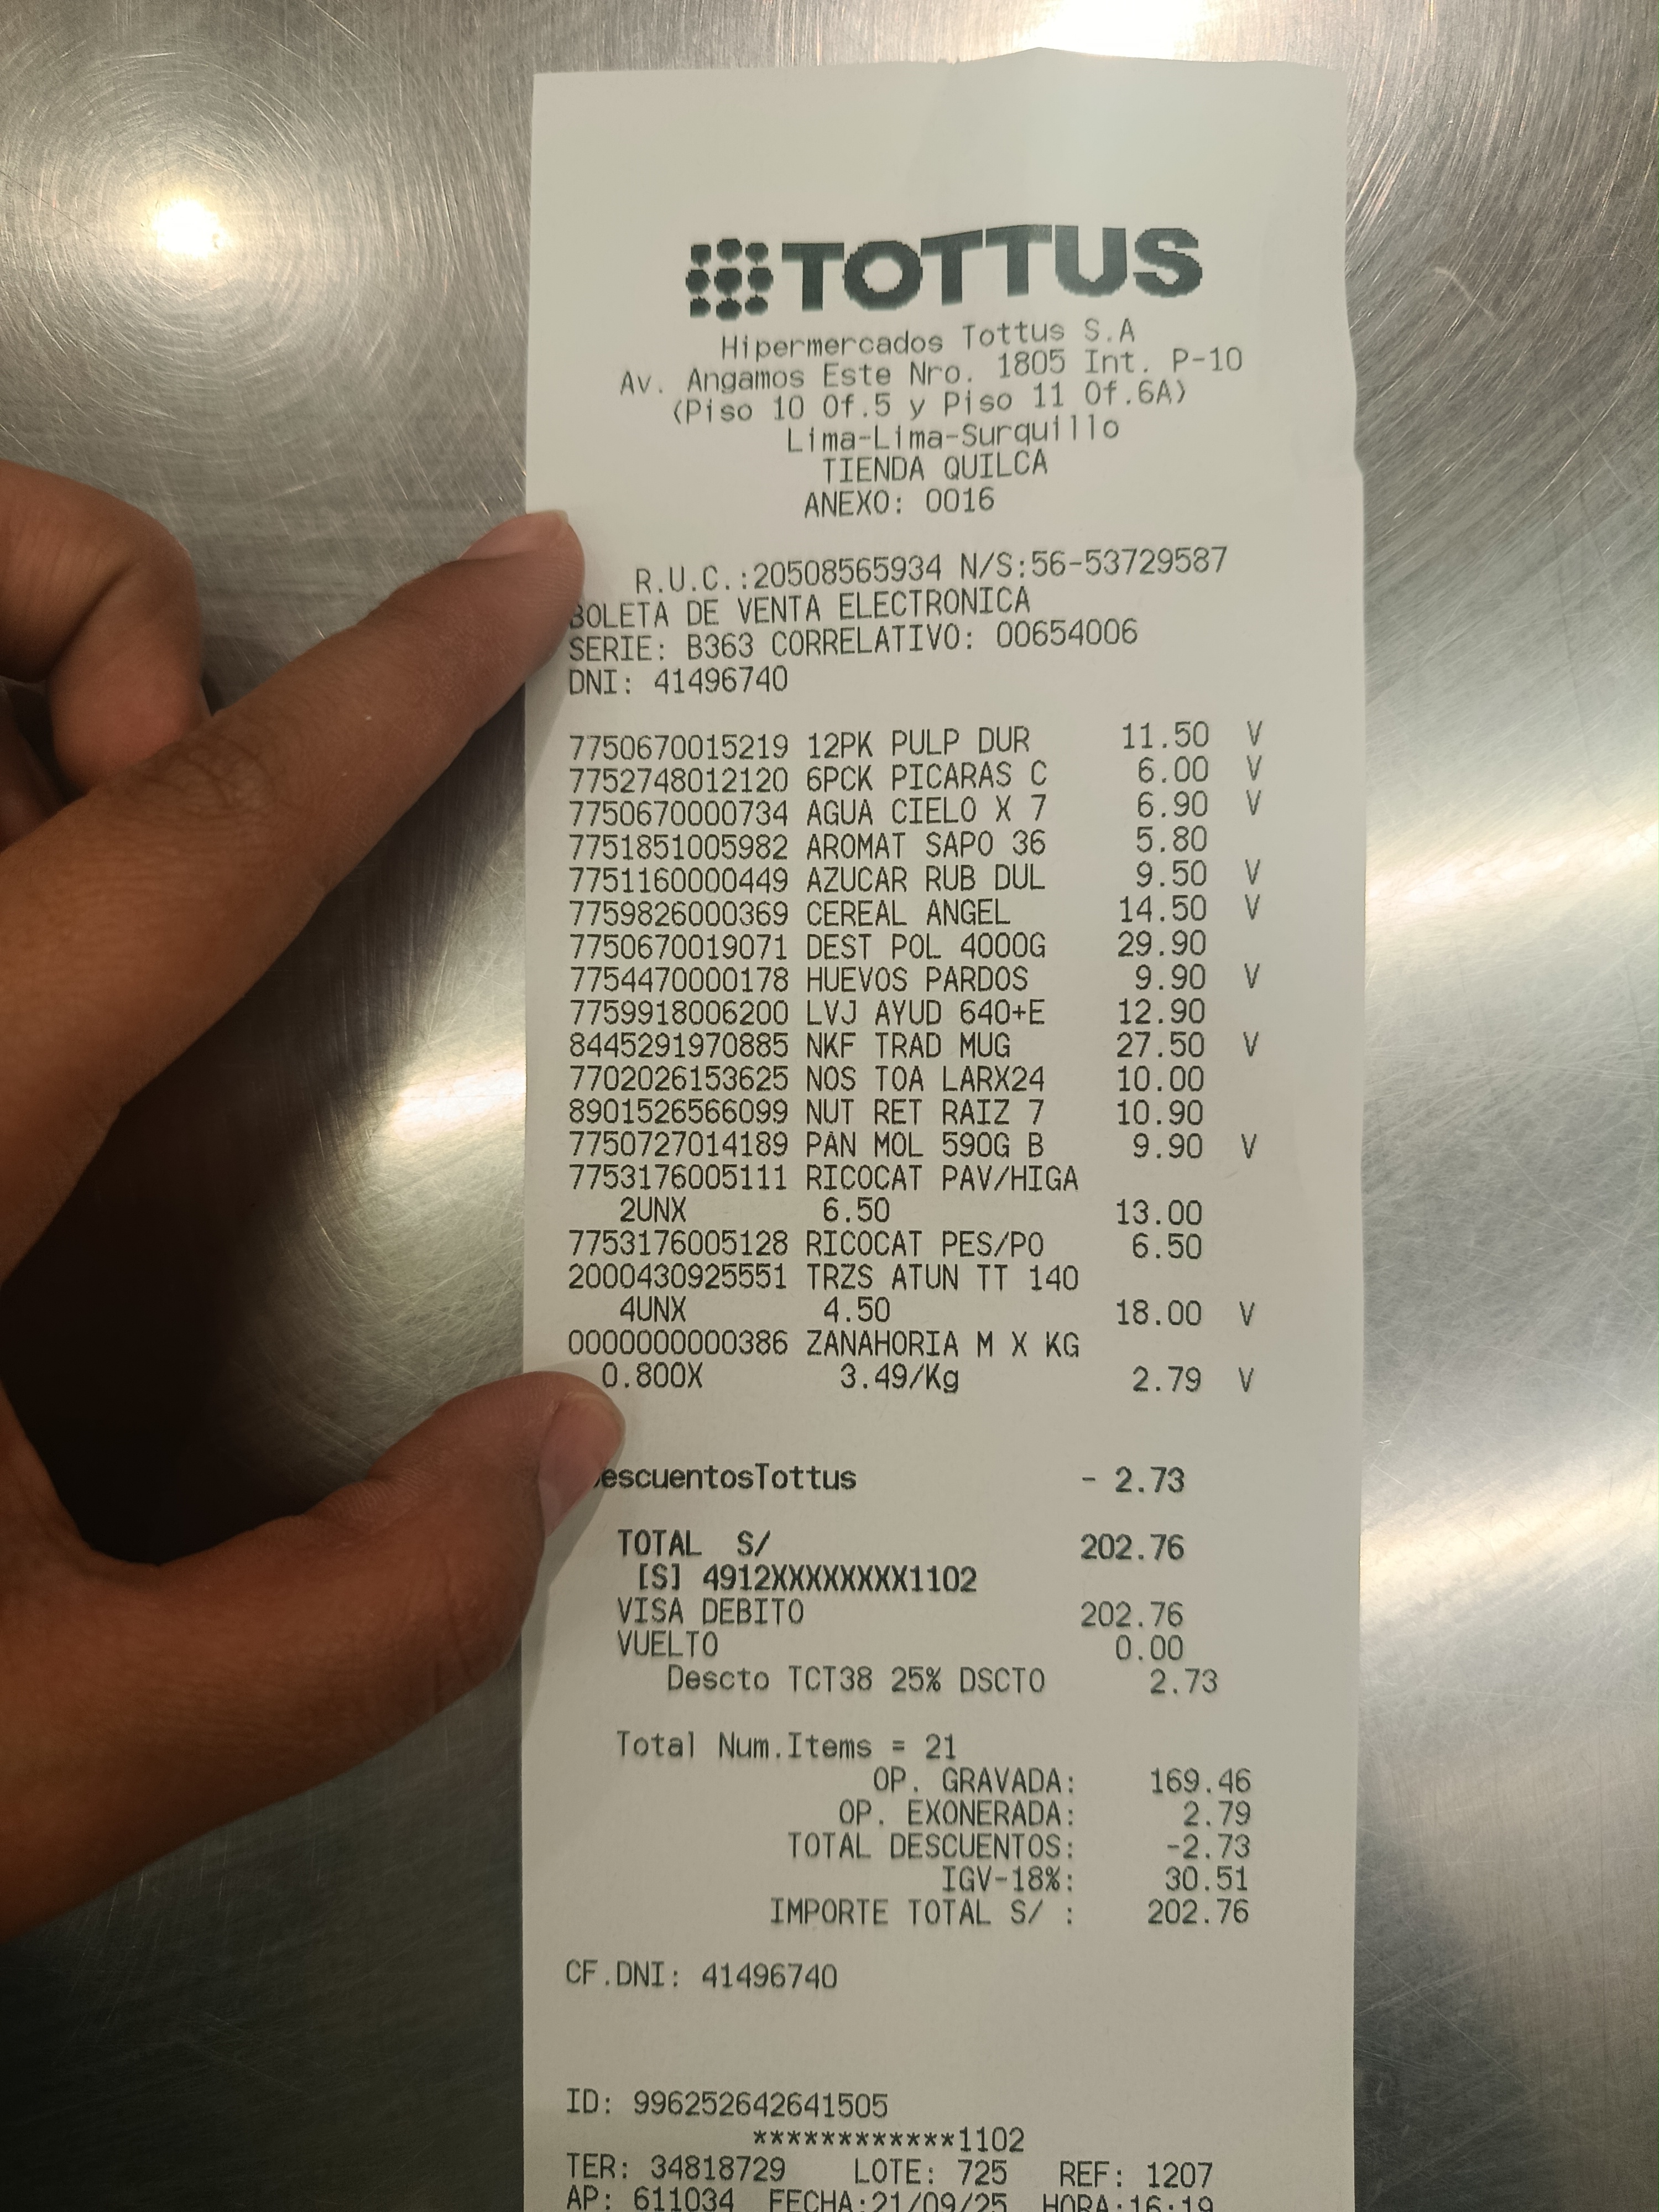 TOTTUS
Hipermercados Tottus S.A
Av. Angamos Este Nro. 1805 Int. P-10
(Piso 10 Of.5 y Piso 11 Of.6A)
Lima-Lima-Surquillo
TIENDA QUILCA
ANEXO: 0016
R.U.C.:20508565934 N/S:56-53729587
BOLETA DE VENTA ELECTRONICA
SERIE: B363 CORRELATIVO: 00654006
DNI: 41496740
7750670015219 12PK PULP DUR 11.50 V
7752748012120 6PCK PICARAS C 6.00 V
7750670000734 AGUA CIELO X 7 6.90 V
7751851005982 AROMAT SAPO 36 5.80
7751160000449 AZUCAR RUB DUL 9.50 V
7759826000369 CEREAL ANGEL 14.50 V
7750670019071 DEST POL 4000G 29.90
7754470000178 HUEVOS PARDOS 9.90 V
7759918006200 LVJ AYUD 640+E 12.90
8445291970885 NKF TRAD MUG 27.50 V
7702026153625 NOS TOA LARX24 10.00
8901526566099 NUT RET RAIZ 7 10.90
7750727014189 PAN MOL 590G B 9.90 V
7753176005111 RICOCAT PAV/HIGA
2UNX 6.50 13.00
7753176005128 RICOCAT PES/PO 6.50
2000430925551 TRZS ATUN TT 140
4UNX 4.50 18.00 V
0000000000386 ZANAHORIA M X KG
0.800X 3.49/Kg 2.79 V
escuentosTottus - 2.73
TOTAL S/ 202.76
[S] 4912XXXXXXXX1102
VISA DEBITO 202.76
VUELTO 0.00
Descto TCT38 25% DSCTO 2.73
Total Num.Items = 21
OP. GRAVADA: 169.46
OP. EXONERADA: 2.79
TOTAL DESCUENTOS: -2.73
IGV-18%: 30.51
IMPORTE TOTAL S/ : 202.76
CF.DNI: 41496740
ID: 996252642641505
************1102
TER: 34818729 LOTE: 725 REF: 1207
AP: 611034 FECHA:21/09/25 HORA:16:19